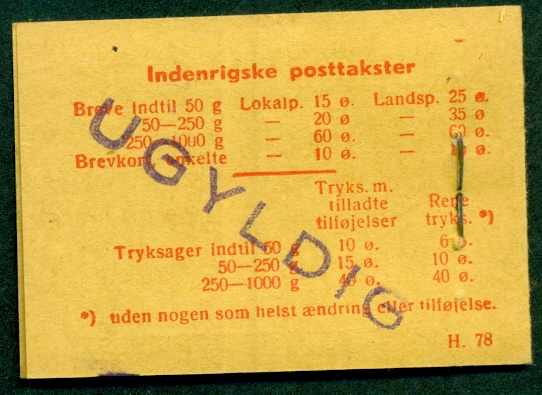 Indenrigske posttakster
Breve indtil 50 g Lokalp. 15 ø. Landsp. 25 ø.
50—250 g — 20 ø — 35 ø
250—1000 g — 60 ø. — 60 ø.
Brevkort, enkelte — 10 ø. — ø.
Tryks. m. tilladte tilføjelser Rene tryks. *)
Tryksager indtil 50 g 10 ø. 6 ø.
50—250 g 15 ø. 10 ø.
250—1000 g 40 ø. 40 ø.
*) uden nogen som helst ændring eller tilføjelse.
H. 78
UGYLDIG